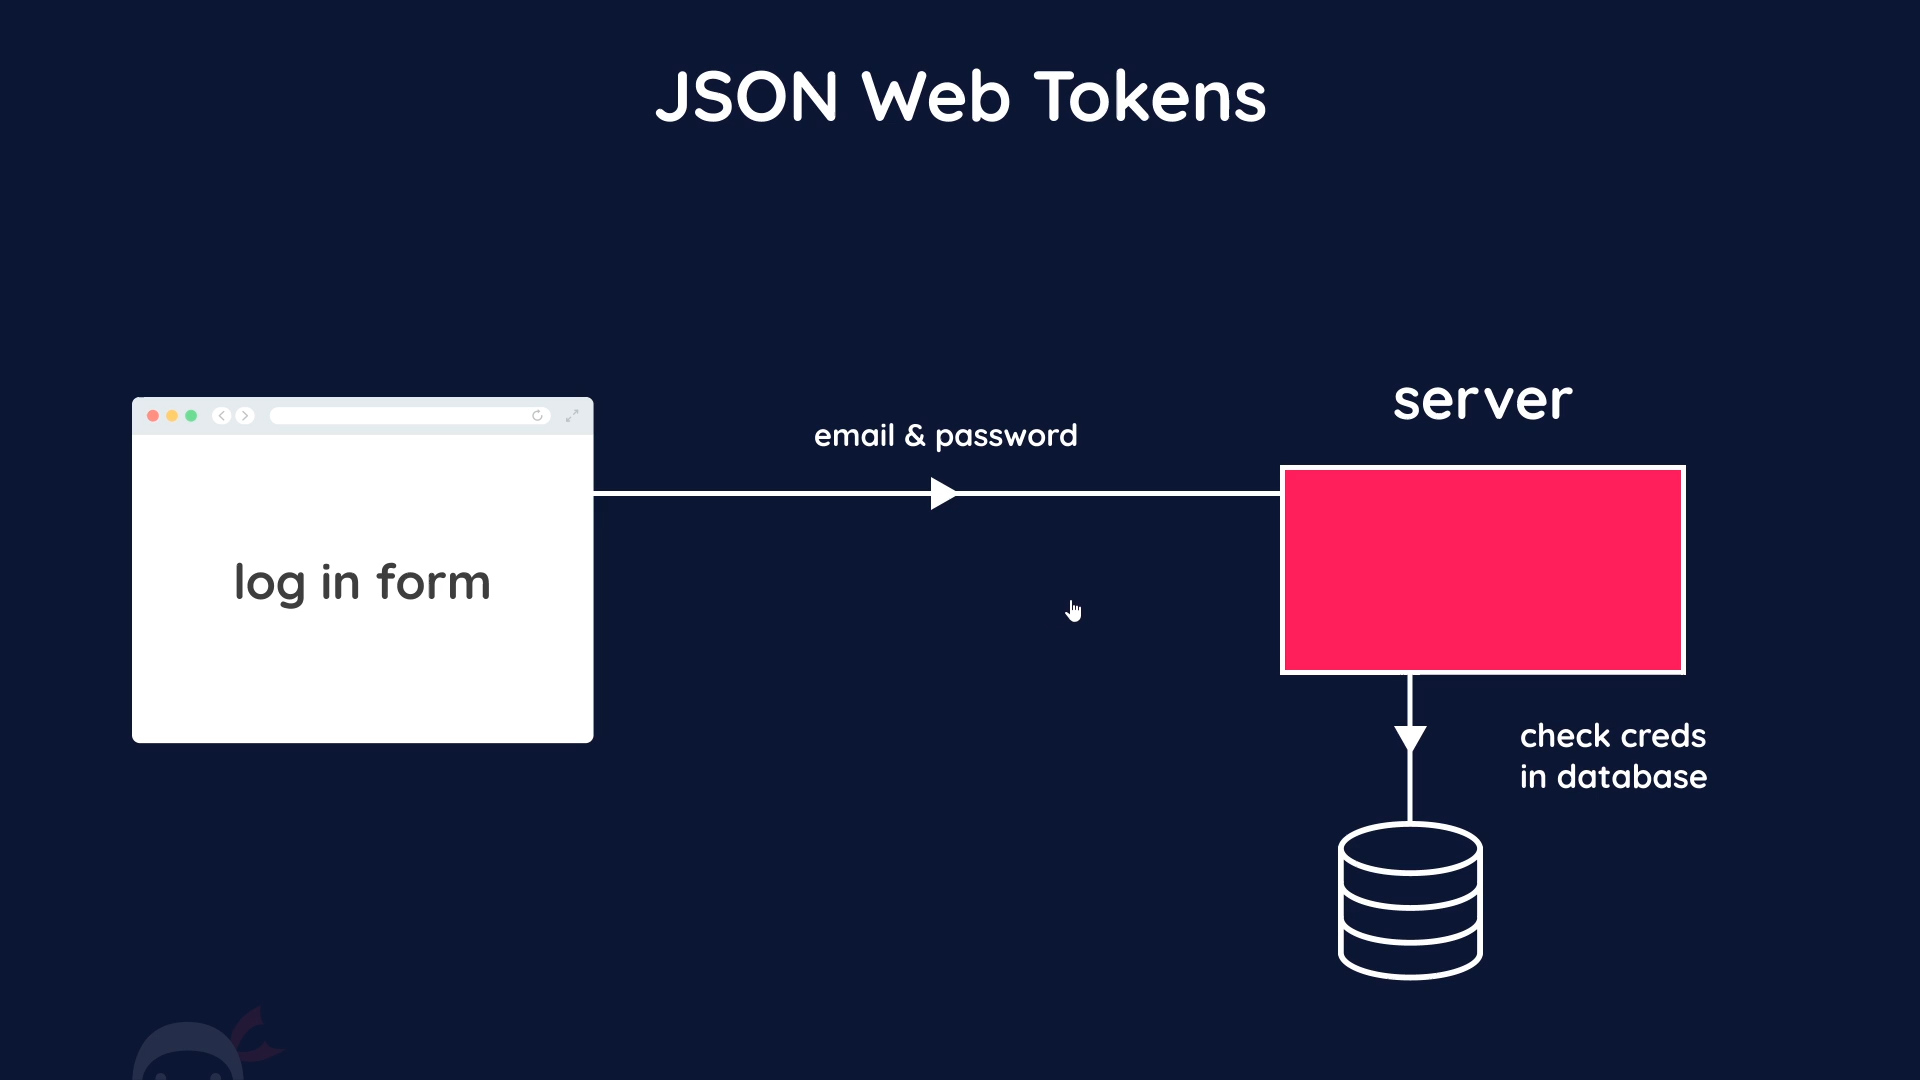 JSON Web Tokens
server
email & password
log in form
check creds
in database